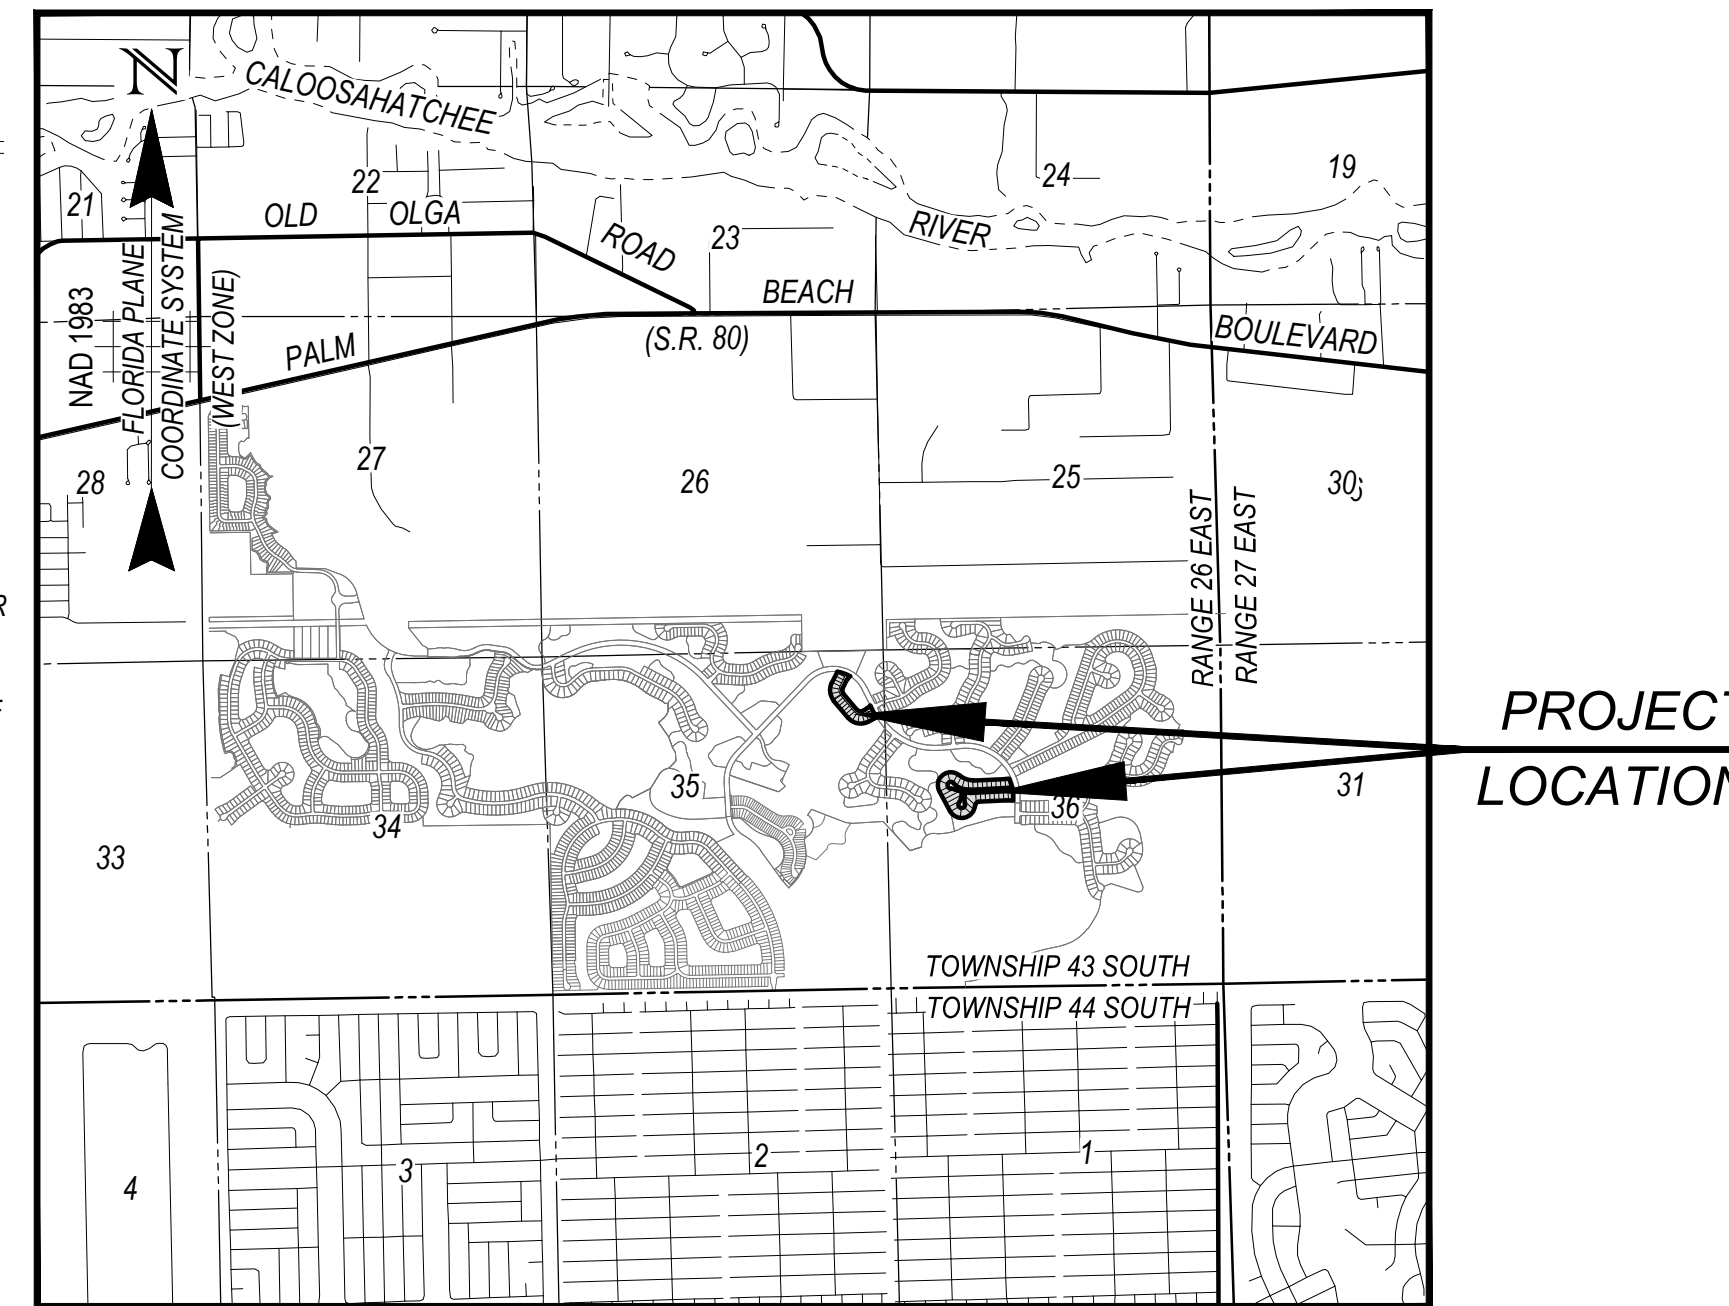 N
CALOOSAHATCHEE
RIVER
21
22
23
24
19
OLD OLGA ROAD
PALM BEACH BOULEVARD
(S.R. 80)
NAD 1983
FLORIDA PLANE
COORDINATE SYSTEM
(WEST ZONE)
28
27
26
25
30
RANGE 26 EAST
RANGE 27 EAST
R
PROJECT
LOCATION
33
34
35
36
31
TOWNSHIP 43 SOUTH
TOWNSHIP 44 SOUTH
4
3
2
1